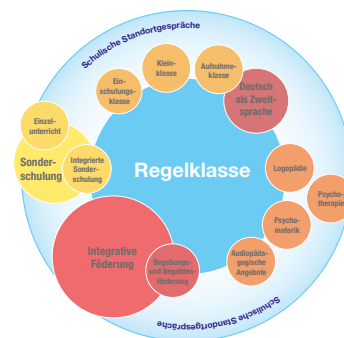 Schulische Standortgespräche
Klein-
klasse
Aufnahme-
klasse
Ein-
schulungs-
klasse
Deutsch
als Zweit-
sprache
Einzel-
unterricht
Sonder-
schulung
Integrierte
Sonder-
schulung
Regelklasse
Logopädie
Psycho-
therapie
Psycho-
motorik
Integrative
Föderung
Begabungs-
und Begabten-
förderung
Audiopäda-
gogische
Angebote
Schulische Standortgespräche